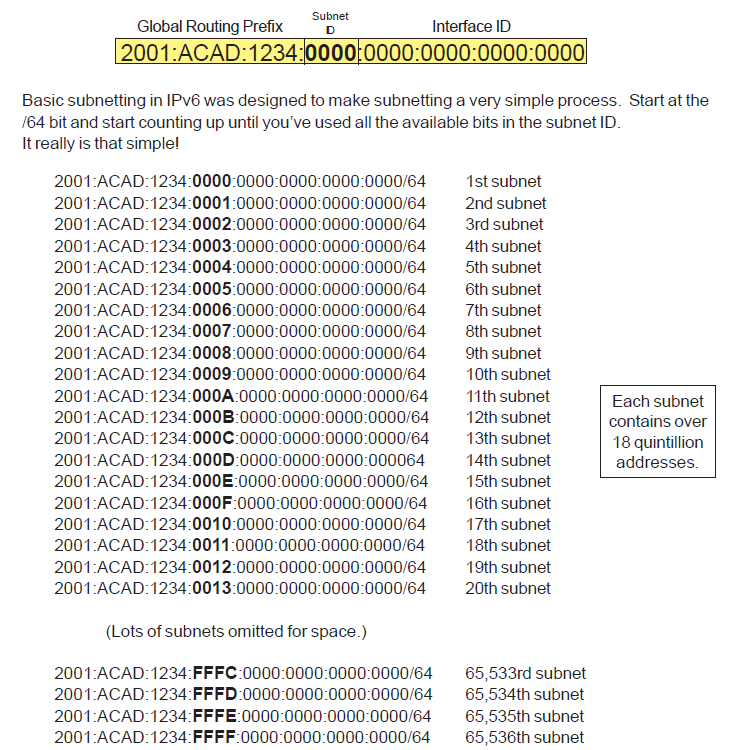 Global Routing Prefix Subnet ID Interface ID
2001:ACAD:1234:0000:0000:0000:0000:0000
Basic subnetting in IPv6 was designed to make subnetting a very simple process. Start at the
/64 bit and start counting up until you've used all the available bits in the subnet ID.
It really is that simple!
2001:ACAD:1234:0000:0000:0000:0000:0000/64 1st subnet
2001:ACAD:1234:0001:0000:0000:0000:0000/64 2nd subnet
2001:ACAD:1234:0002:0000:0000:0000:0000/64 3rd subnet
2001:ACAD:1234:0003:0000:0000:0000:0000/64 4th subnet
2001:ACAD:1234:0004:0000:0000:0000:0000/64 5th subnet
2001:ACAD:1234:0005:0000:0000:0000:0000/64 6th subnet
2001:ACAD:1234:0006:0000:0000:0000:0000/64 7th subnet
2001:ACAD:1234:0007:0000:0000:0000:0000/64 8th subnet
2001:ACAD:1234:0008:0000:0000:0000:0000/64 9th subnet
2001:ACAD:1234:0009:0000:0000:0000:0000/64 10th subnet
2001:ACAD:1234:000A:0000:0000:0000:0000/64 11th subnet
2001:ACAD:1234:000B:0000:0000:0000:0000/64 12th subnet
2001:ACAD:1234:000C:0000:0000:0000:0000/64 13th subnet
2001:ACAD:1234:000D:0000:0000:0000:000064 14th subnet
2001:ACAD:1234:000E:0000:0000:0000:0000/64 15th subnet
2001:ACAD:1234:000F:0000:0000:0000:0000/64 16th subnet
2001:ACAD:1234:0010:0000:0000:0000:0000/64 17th subnet
2001:ACAD:1234:0011:0000:0000:0000:0000/64 18th subnet
2001:ACAD:1234:0012:0000:0000:0000:0000/64 19th subnet
2001:ACAD:1234:0013:0000:0000:0000:0000/64 20th subnet
Each subnet
contains over
18 quintillion
addresses.
(Lots of subnets omitted for space.)
2001:ACAD:1234:FFFC:0000:0000:0000:0000/64 65,533rd subnet
2001:ACAD:1234:FFFD:0000:0000:0000:0000/64 65,534th subnet
2001:ACAD:1234:FFFE:0000:0000:0000:0000/64 65,535th subnet
2001:ACAD:1234:FFFF:0000:0000:0000:0000/64 65,536th subnet